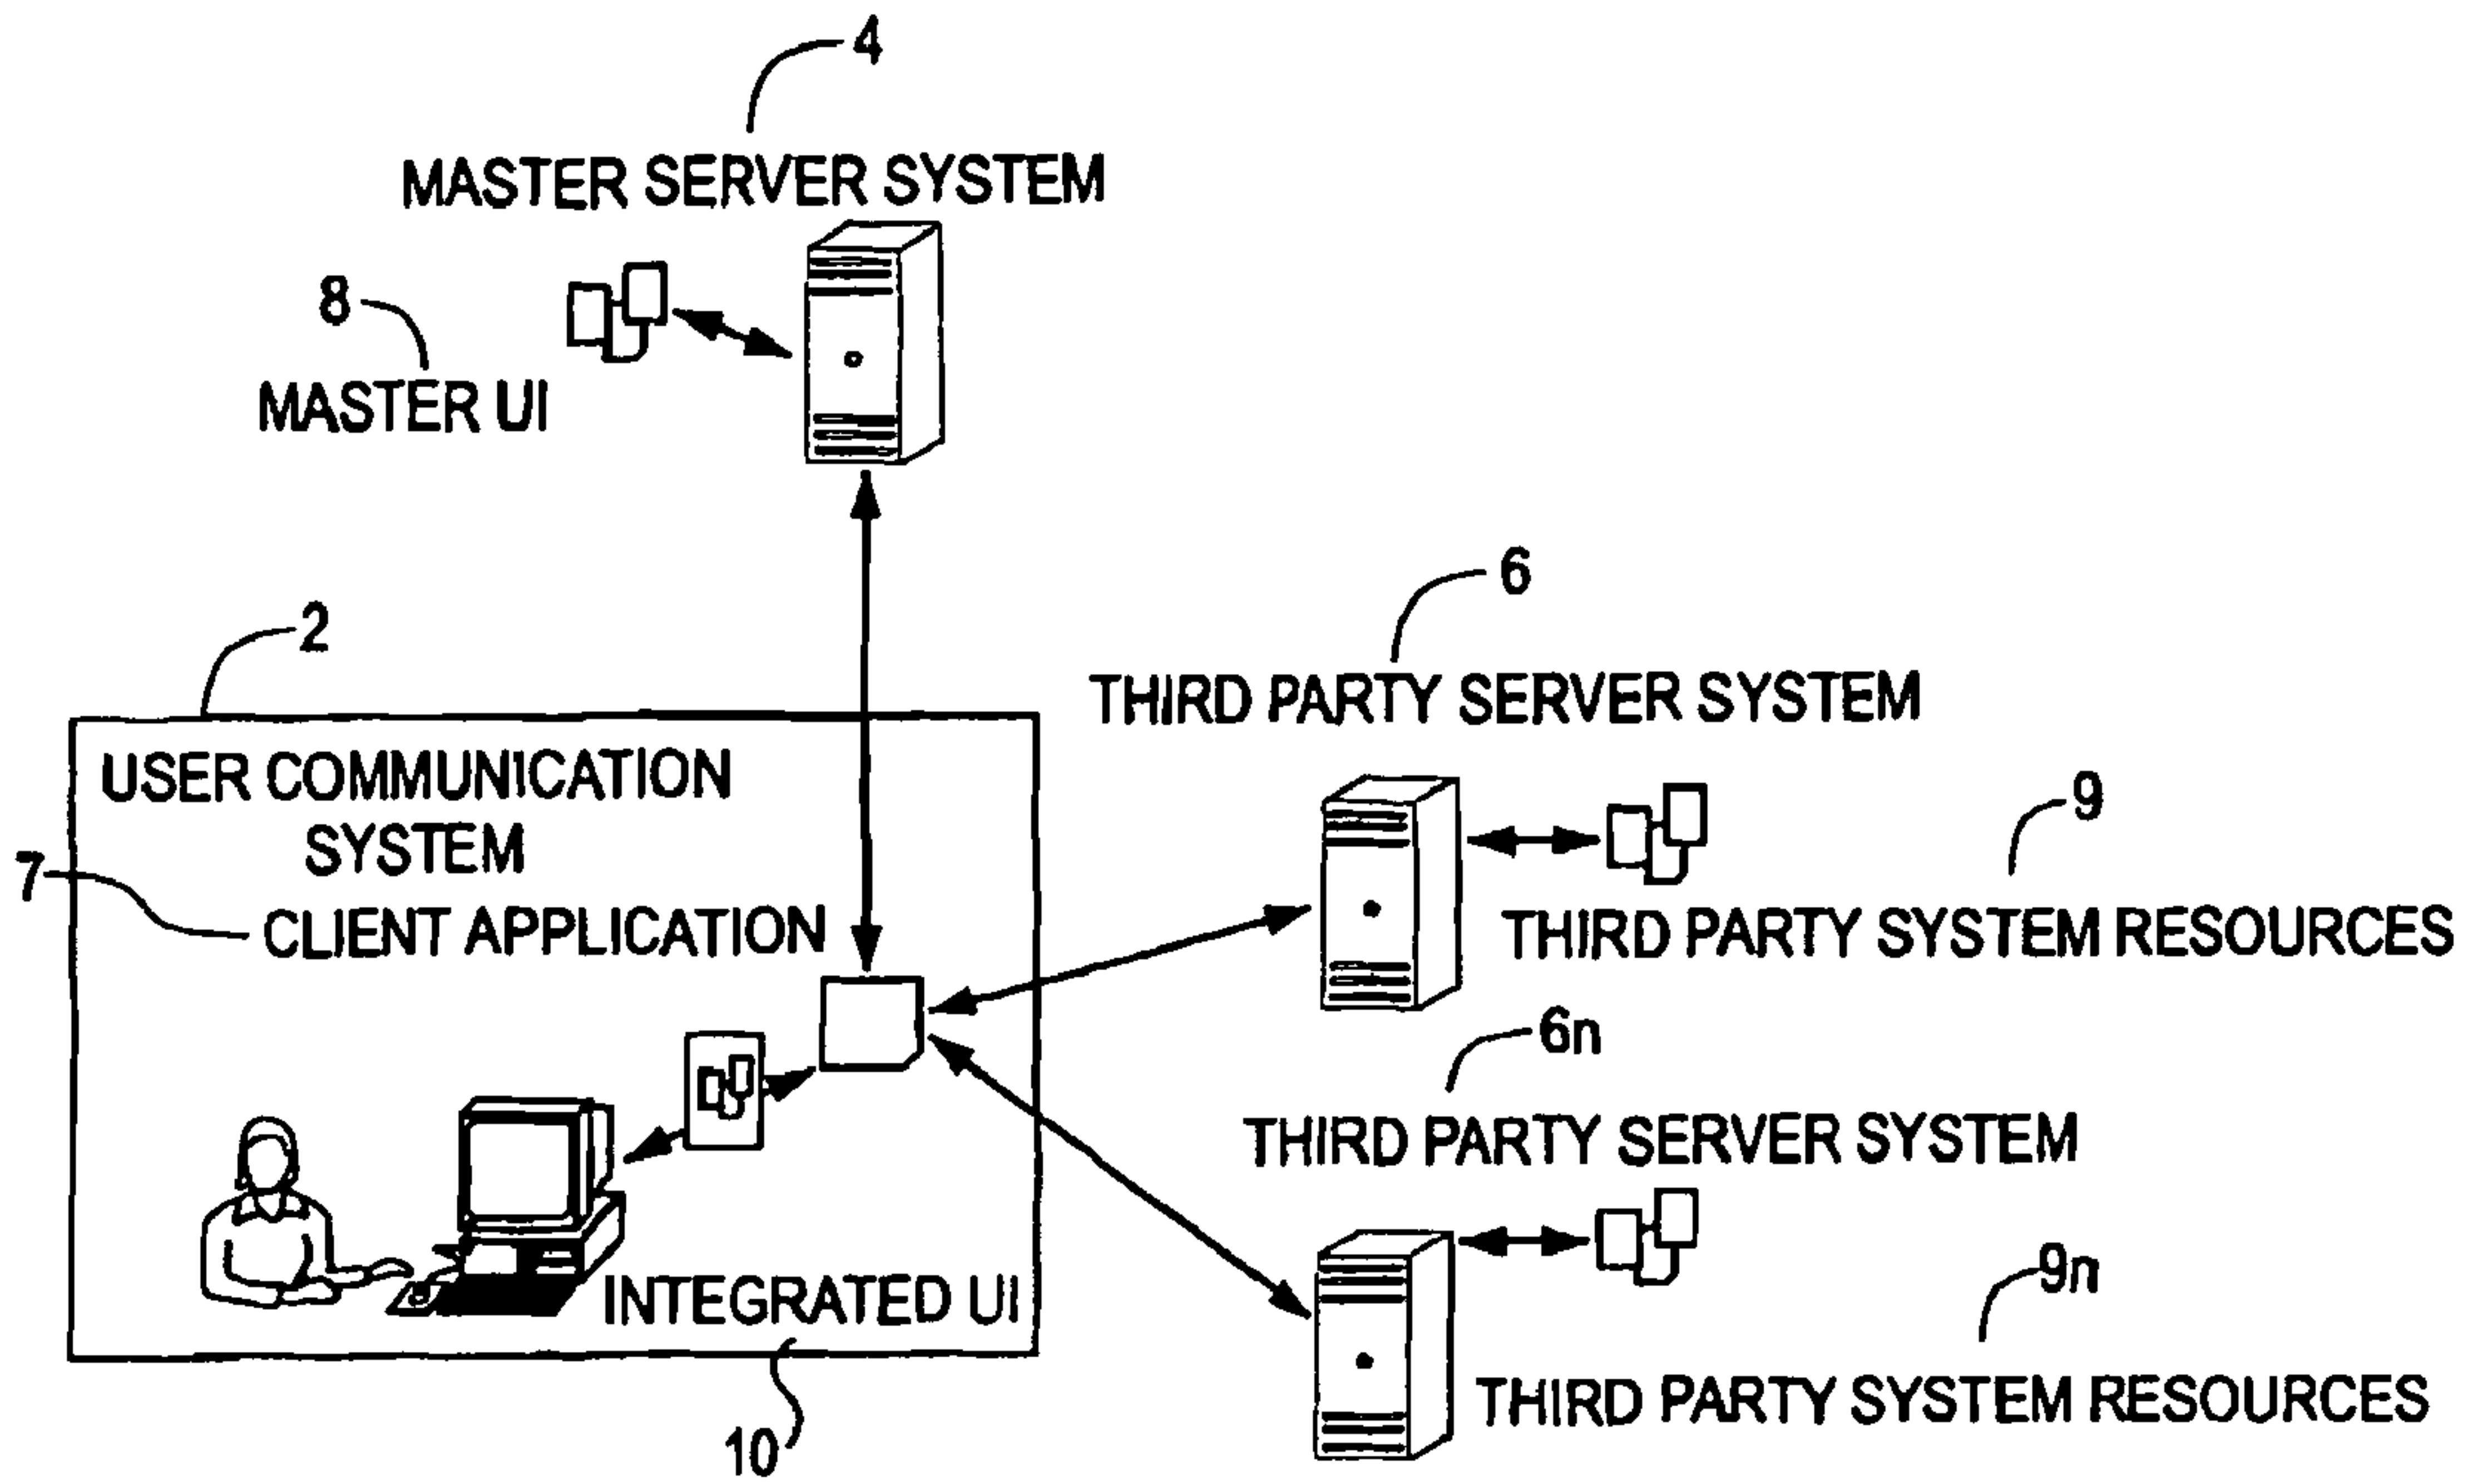 4
MASTER SERVER SYSTEM
8
MASTER UI
6
2
THIRD PARTY SERVER SYSTEM
USER COMMUNICATION
SYSTEM
9
7
CLIENT APPLICATION
THIRD PARTY SYSTEM RESOURCES
6n
THIRD PARTY SERVER SYSTEM
9n
INTEGRATED UI
THIRD PARTY SYSTEM RESOURCES
10